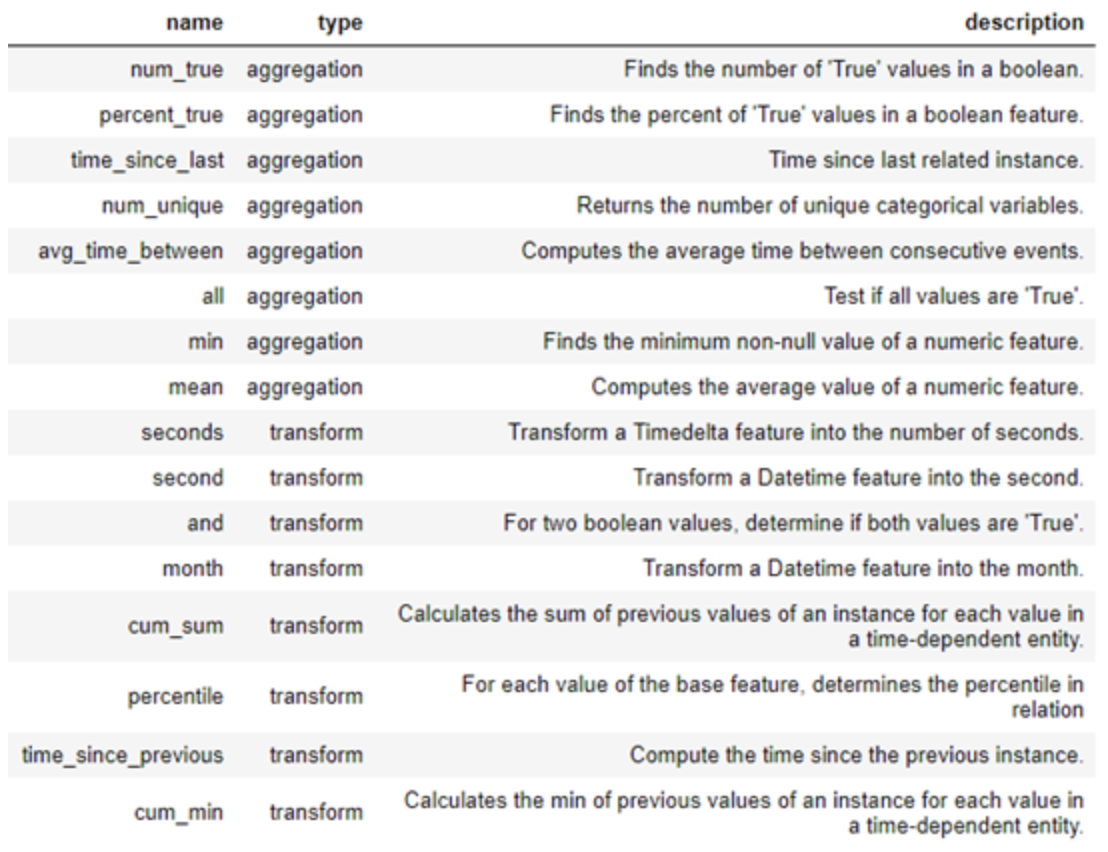 name type description
num_true aggregation Finds the number of 'True' values in a boolean.
percent_true aggregation Finds the percent of 'True' values in a boolean feature.
time_since_last aggregation Time since last related instance.
num_unique aggregation Returns the number of unique categorical variables.
avg_time_between aggregation Computes the average time between consecutive events.
all aggregation Test if all values are 'True'.
min aggregation Finds the minimum non-null value of a numeric feature.
mean aggregation Computes the average value of a numeric feature.
seconds transform Transform a Timedelta feature into the number of seconds.
second transform Transform a Datetime feature into the second.
and transform For two boolean values, determine if both values are 'True'.
month transform Transform a Datetime feature into the month.
cum_sum transform Calculates the sum of previous values of an instance for each value in
a time-dependent entity.
percentile transform For each value of the base feature, determines the percentile in
relation
time_since_previous transform Compute the time since the previous instance.
cum_min transform Calculates the min of previous values of an instance for each value in
a time-dependent entity.